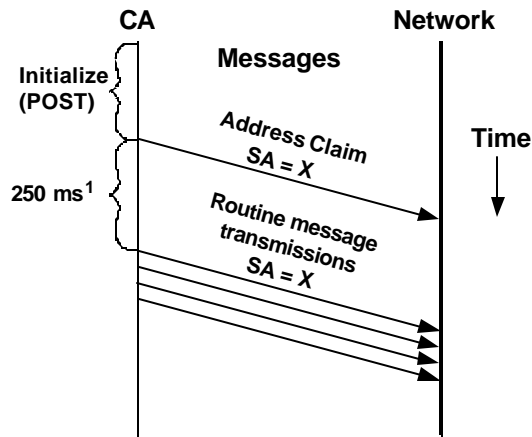 CA
Network
Messages
Initialize
(POST)
Address Claim
SA = X
Time
250 ms¹
Routine message
transmissions
SA = X